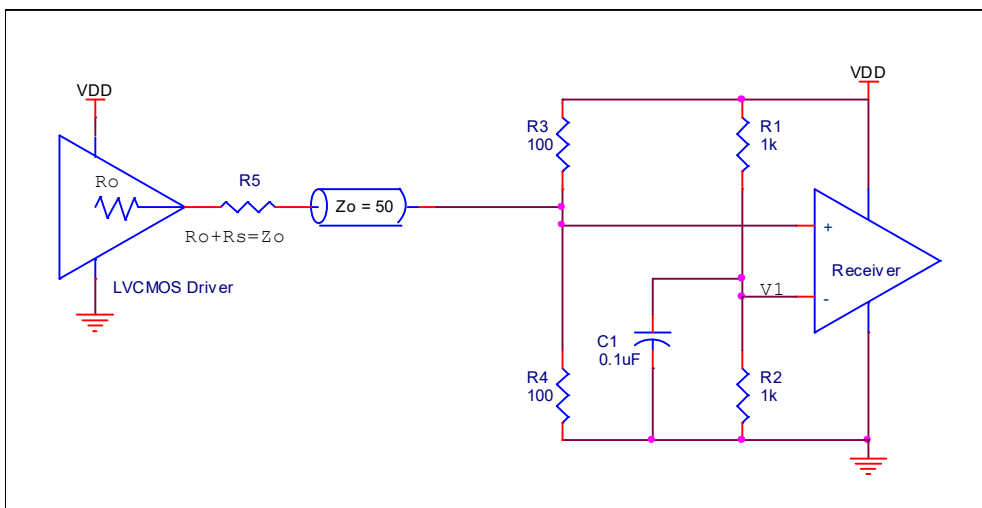 VDD
Ro
R5
Zo = 50
Ro+Rs=Zo
LVCMOS Driver
VDD
R3
100
R1
1k
+
Receiver
V1
-
C1
0.1uF
R4
100
R2
1k